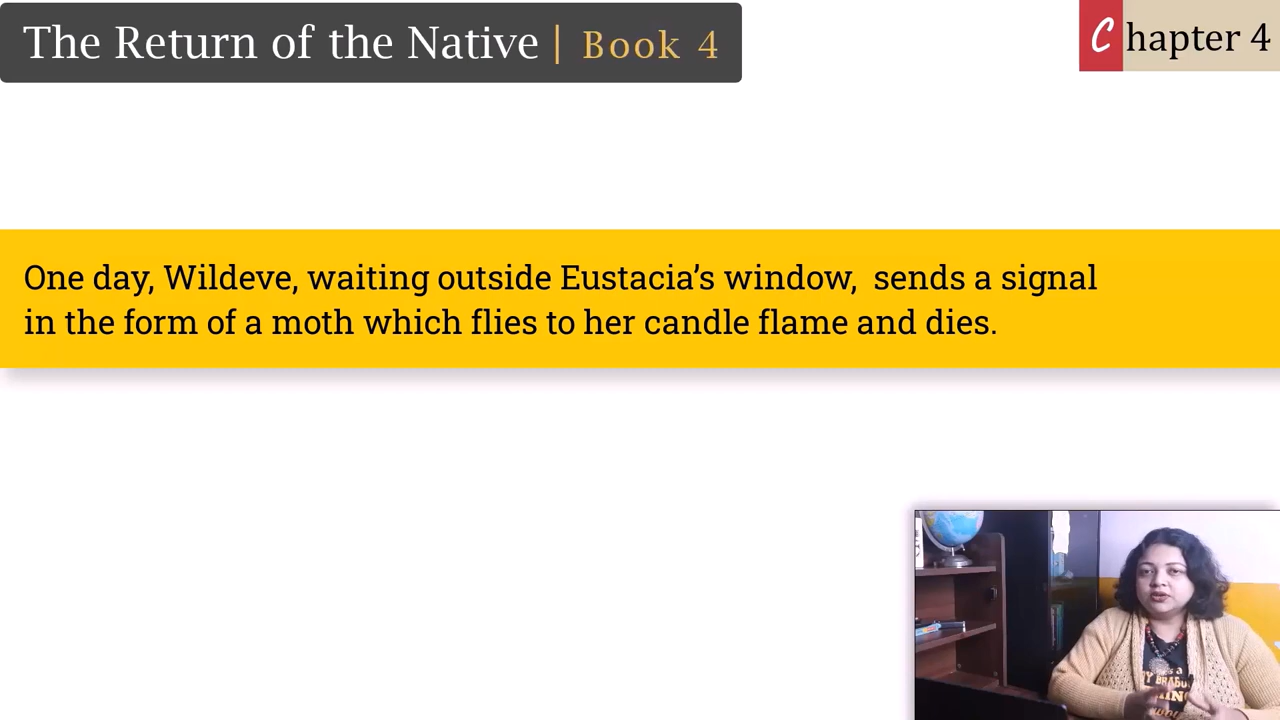 The Return of the Native | Book 4
Chapter 4
One day, Wildeve, waiting outside Eustacia’s window,  sends a signal
in the form of a moth which flies to her candle flame and dies.